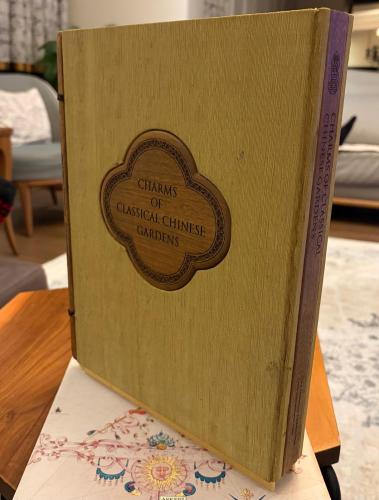 CHARMS
OF
CLASSICAL CHINESE
GARDENS
CHARMS OF CLASSICAL
CHINESE GARDENS